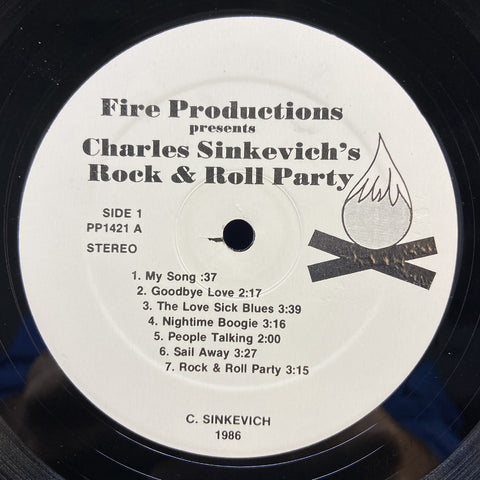 Fire Productions
presents
Charles Sinkevich's
Rock & Roll Party
SIDE 1
PP1421 A
STEREO
1. My Song :37
2. Goodbye Love 2:17
3. The Love Sick Blues 3:39
4. Nightime Boogie 3:16
5. People Talking 2:00
6. Sail Away 3:27
7. Rock & Roll Party 3:15
C. SINKEVICH
1986